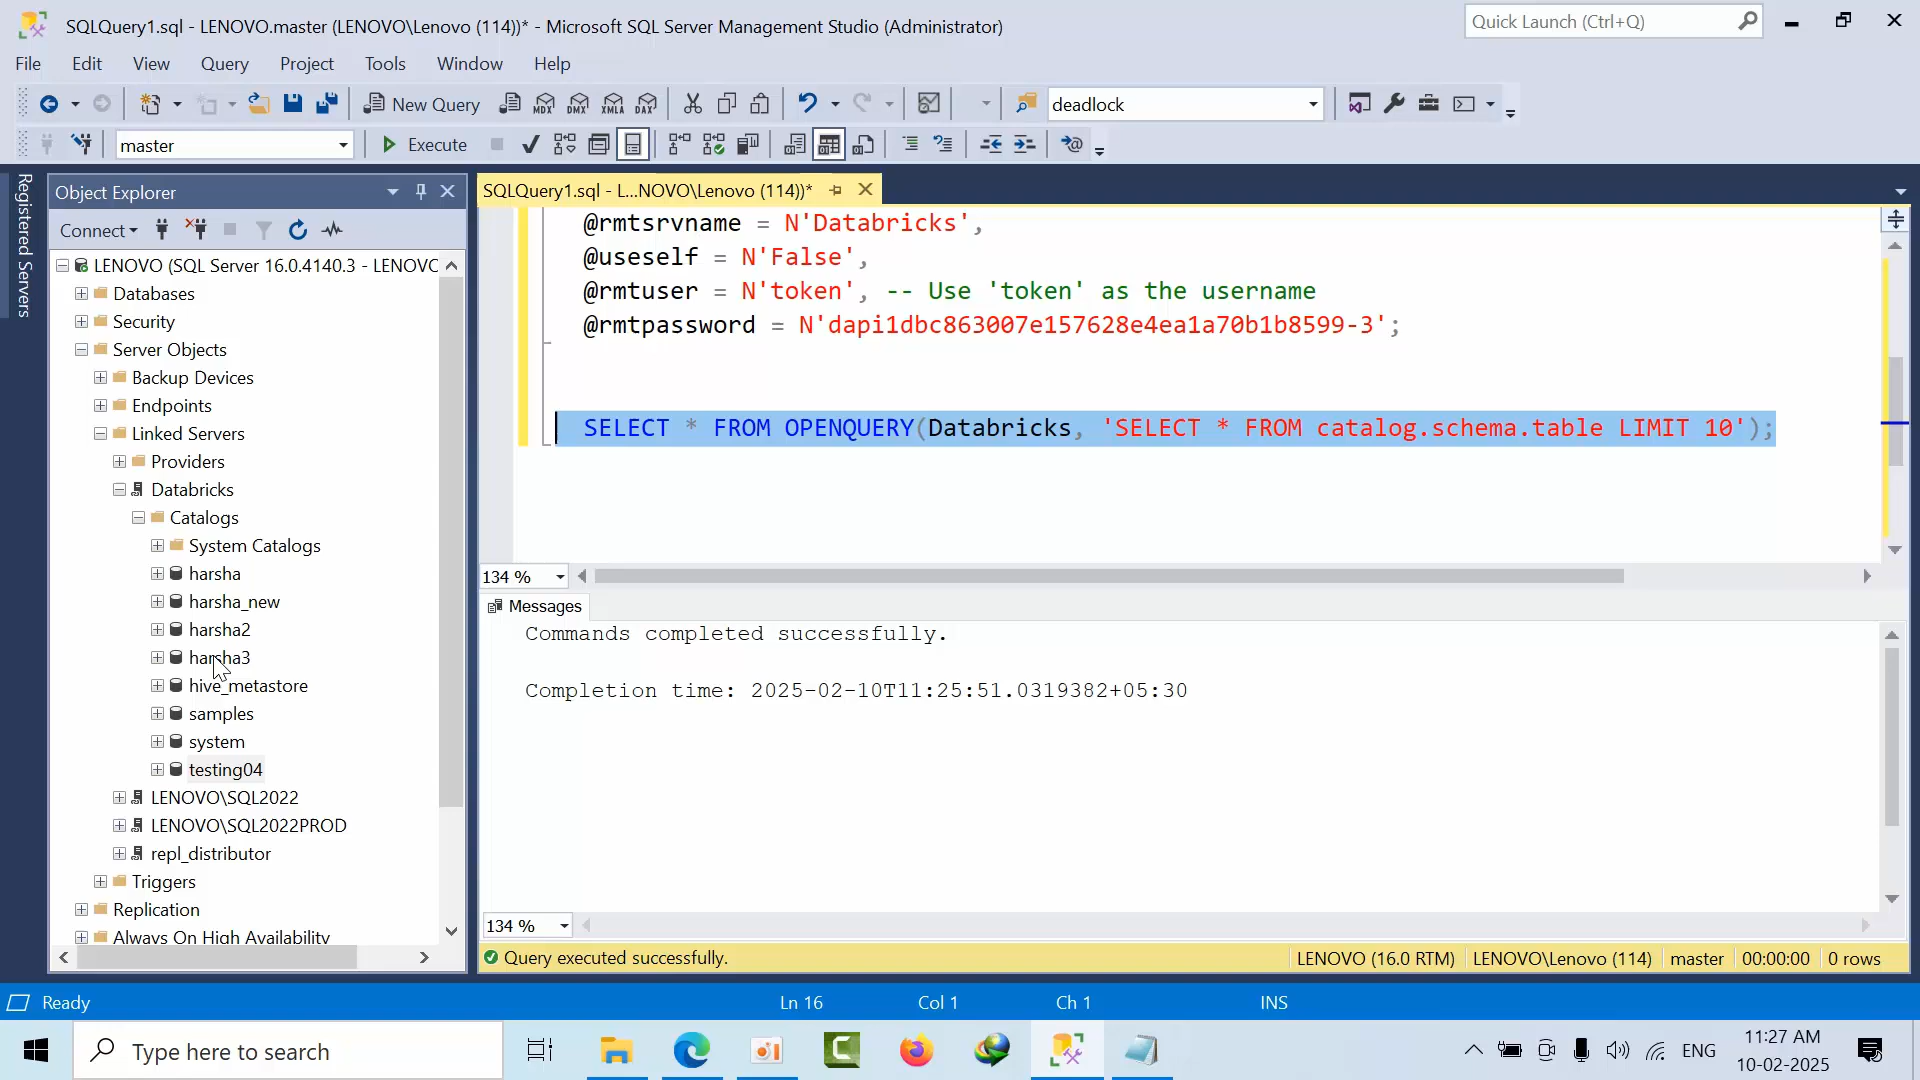 SQLQuery1.sql - LENOVO.master (LENOVO\Lenovo (114))* - Microsoft SQL Server Management Studio (Administrator)
Quick Launch (Ctrl+Q)
File Edit View Query Project Tools Window Help
New Query MDX DMX XMLA DAX deadlock
master Execute
Registered Servers
Object Explorer
Connect
LENOVO (SQL Server 16.0.4140.3 - LENOVO
Databases
Security
Server Objects
Backup Devices
Endpoints
Linked Servers
Providers
Databricks
Catalogs
System Catalogs
harsha
harsha_new
harsha2
harsha3
hive_metastore
samples
system
testing04
LENOVO\SQL2022
LENOVO\SQL2022PROD
repl_distributor
Triggers
Replication
Always On High Availability
SQLQuery1.sql - L...NOVO\Lenovo (114))*
@rmtsrvname = N'Databricks',
@useself = N'False',
@rmtuser = N'token', -- Use 'token' as the username
@rmtpassword = N'dapi1dbc863007e157628e4ea1a70b1b8599-3';
SELECT * FROM OPENQUERY(Databricks, 'SELECT * FROM catalog.schema.table LIMIT 10');
134 %
Messages
Commands completed successfully.
Completion time: 2025-02-10T11:25:51.0319382+05:30
134 %
Query executed successfully. LENOVO (16.0 RTM) LENOVO\Lenovo (114) master 00:00:00 0 rows
Ready Ln 16 Col 1 Ch 1 INS
Type here to search
ENG
11:27 AM
10-02-2025